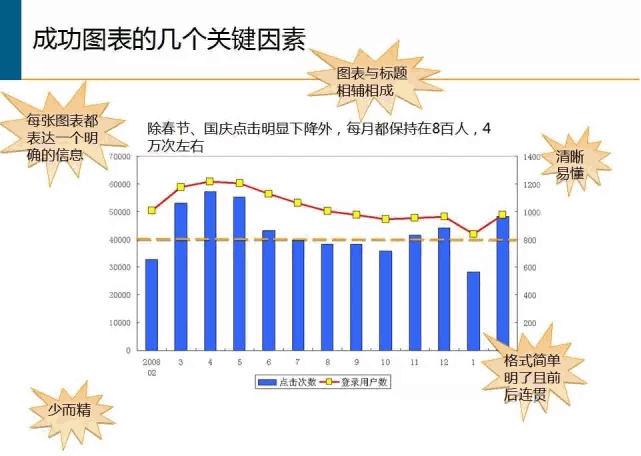 成功图表的几个关键因素
图表与标题
相辅相成
每张图表都
表达一个明
确的信息
除春节、国庆点击明显下降外，每月都保持在8百人，4
万次左右
清晰
易懂
70000
60000
50000
40000
30000
20000
10000
0
1400
1200
1000
800
600
400
200
2008 3 4 5 6 7 8 9 10 11 12 1
02
点击次数 登录用户数
格式简单
明了且前
后连贯
少而精